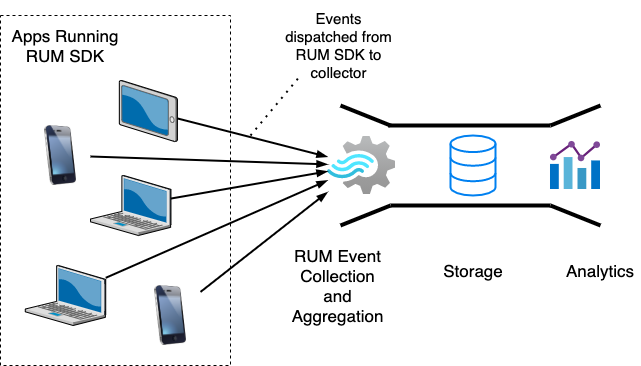 Apps Running
RUM SDK
Events
dispatched from
RUM SDK to
collector
RUM Event
Collection
and
Aggregation
Storage
Analytics